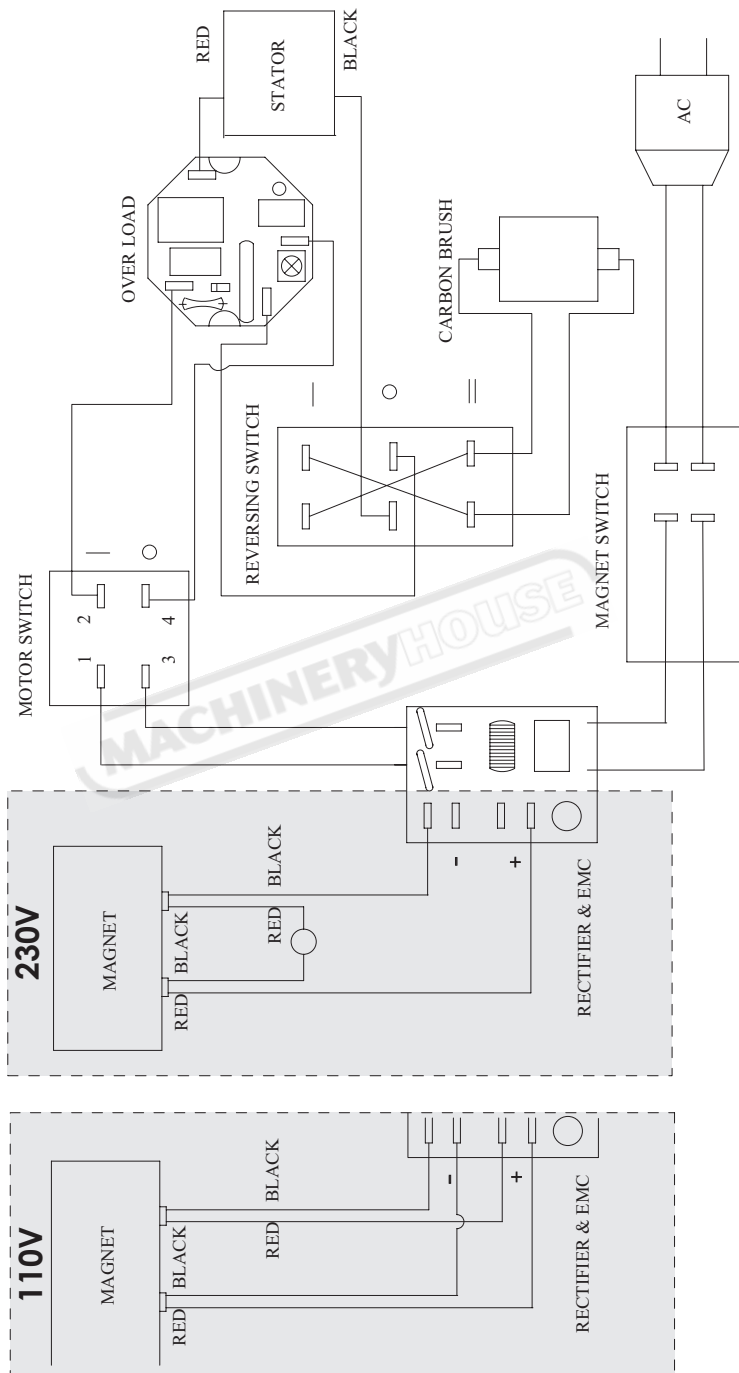 RED
STATOR
BLACK
OVER LOAD
AC
CARBON BRUSH
REVERSING SWITCH
MOTOR SWITCH
1 2
3 4
MAGNET SWITCH
MACHINERYHOUSE
230V
MAGNET
BLACK
RED
BLACK
RED
-
+
RECTIFIER & EMC
110V
MAGNET
BLACK
RED
BLACK
RED
-
+
RECTIFIER & EMC